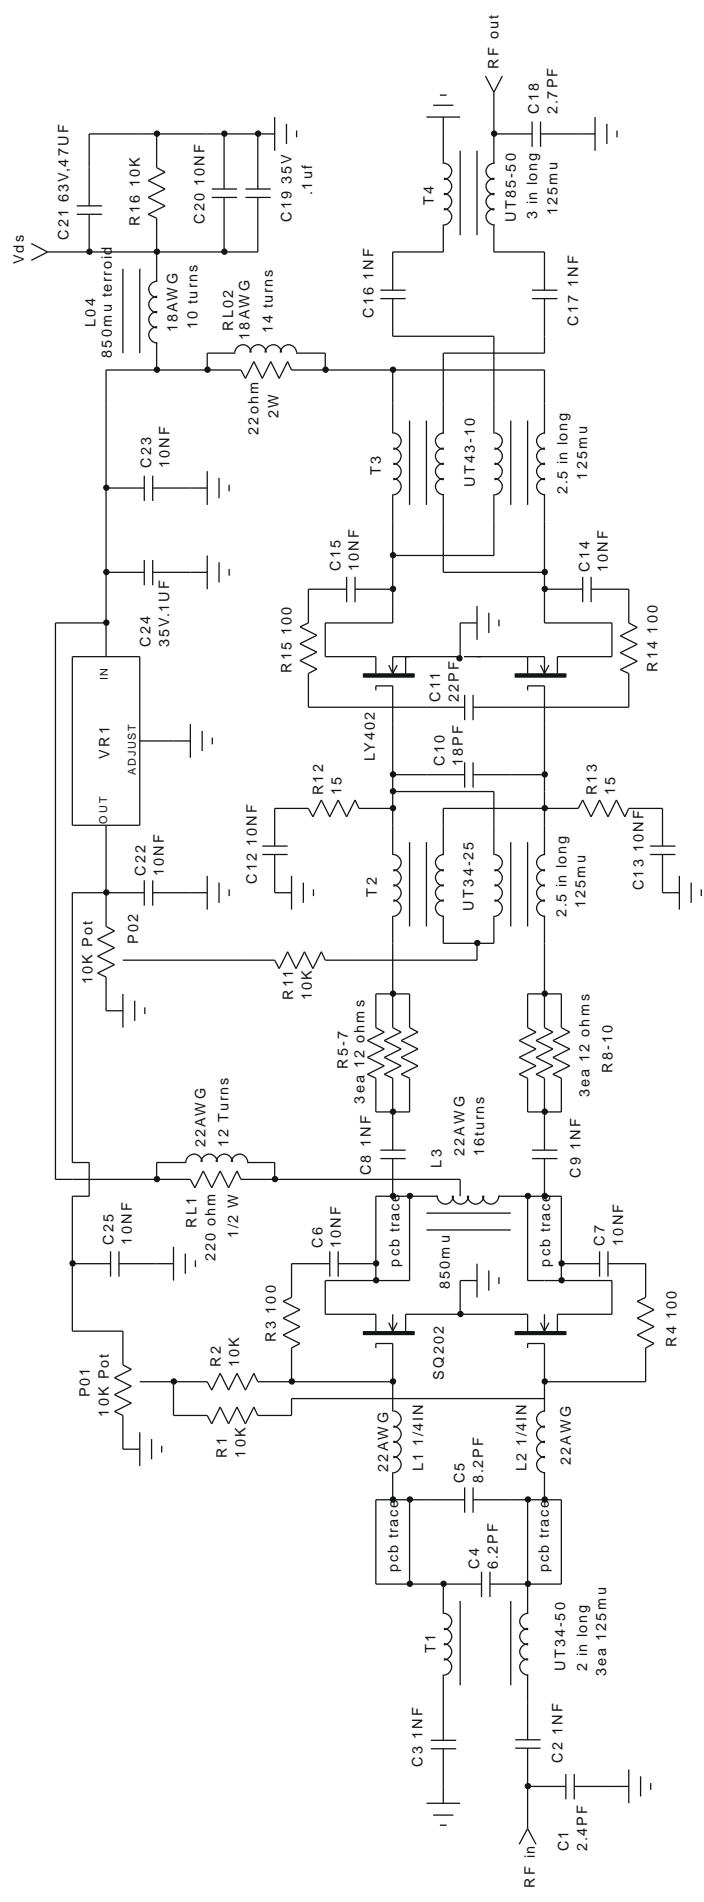 Vds
C21 63V,47UF
R16 10K
C20 10NF
C19 35V
.1uf
L04
850mu terroid
18AWG
10 turns
RL02
18AWG
14 turns
22ohm
2W
C23
10NF
C24
35V.1UF
IN
VR1
ADJUST
OUT
C22
10NF
10K Pot
P02
R11
10K
RF out
C18
2.7PF
T4
UT85-50
3 in long
125mu
C16 1NF
C17 1NF
T3
UT43-10
2.5 in long
125mu
C15
10NF
C14
10NF
R15 100
R14 100
C11
22PF
LY402
C10
18PF
R12
15
R13
15
C12 10NF
C13 10NF
T2
UT34-25
2.5 in long
125mu
R5-7
3ea 12 ohms
3ea 12 ohms
R8-10
C8 1NF
C9 1NF
L3
22AWG
16turns
850mu
pcb trace
pcb trace
22AWG
12 Turns
RL1
220 ohm
1/2 W
C25
10NF
C6
10NF
C7
10NF
R3 100
R4 100
SQ202
P01
10K Pot
R2
10K
R1
10K
22AWG
L1 1/4IN
L2 1/4IN
22AWG
C5
8.2PF
C4
6.2PF
pcb trace
pcb trace
T1
UT34-50
2 in long
3ea 125mu
C3 1NF
C2 1NF
C1
2.4PF
RF in